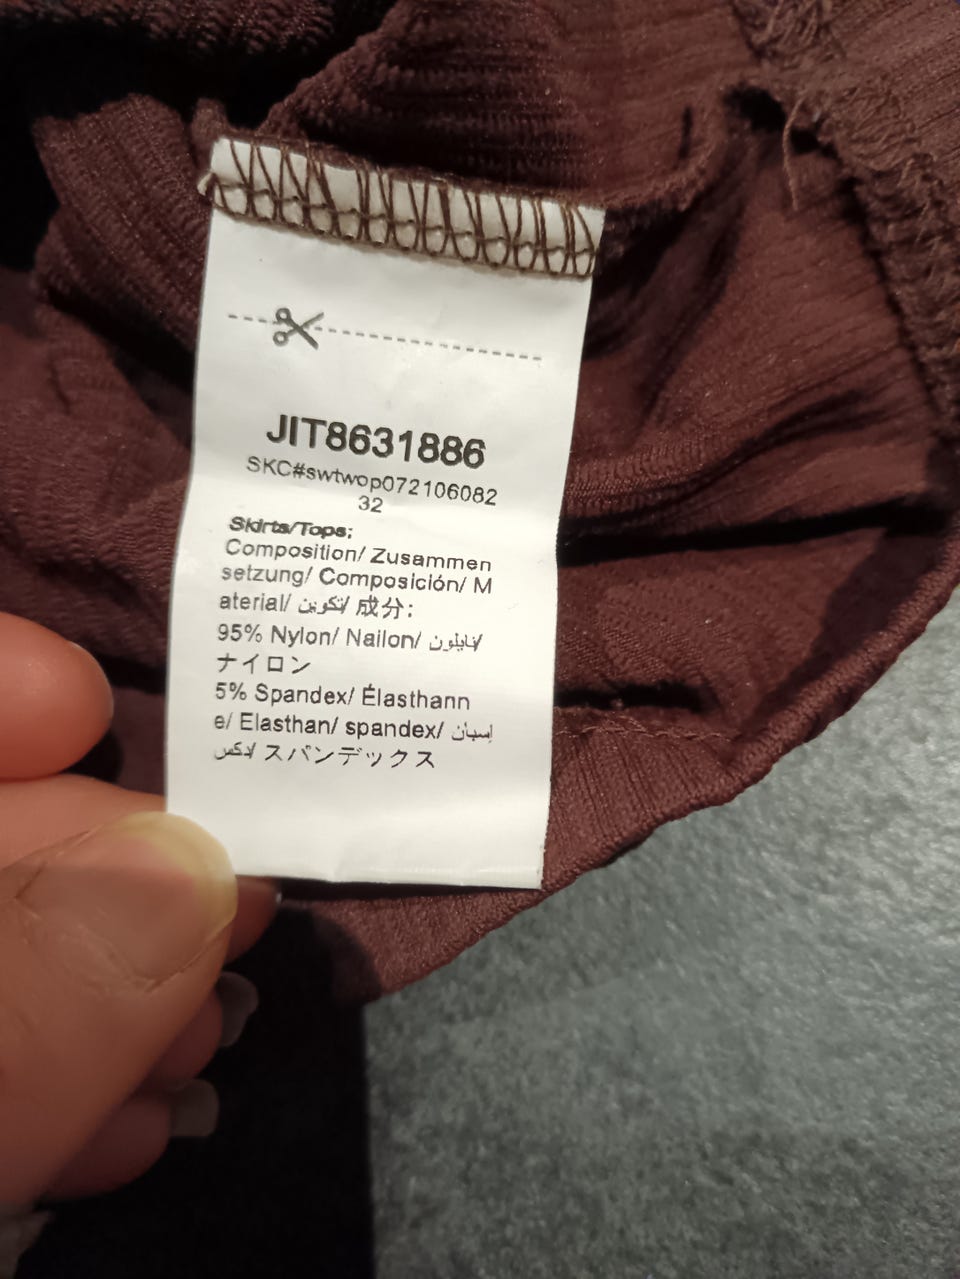 JIT8631886
SKC#swtwop072106082
32
Skirts/Tops:
Composition/ Zusammen
setzung/ Composición/ M
aterial/ تكوين/ 成分:
95% Nylon/ Nailon/ نايلون/
ナイロン
5% Spandex/ Élasthann
e/ Elasthan/ spandex/ اسبان
دكس/ スパンデックス